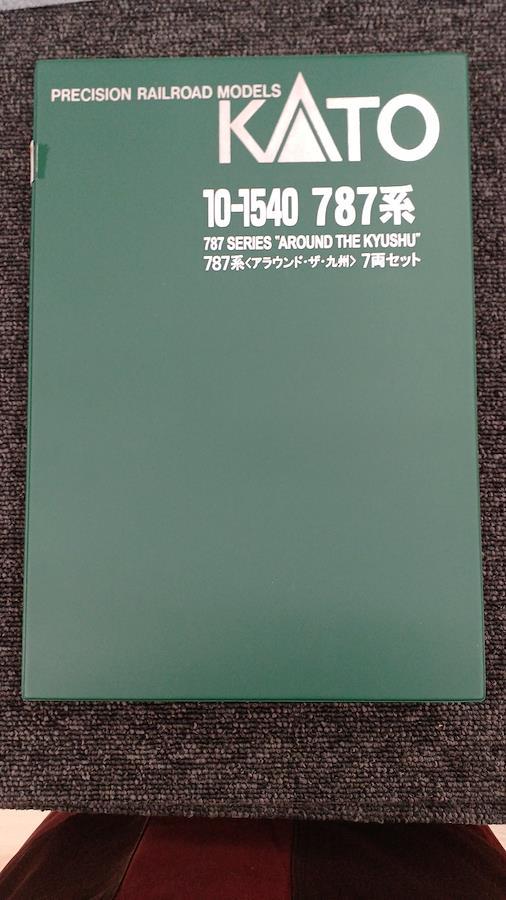 PRECISION RAILROAD MODELS
KATO
10-1540 787系
787 SERIES "AROUND THE KYUSHU"
787系<アラウンド・ザ・九州> 7両セット